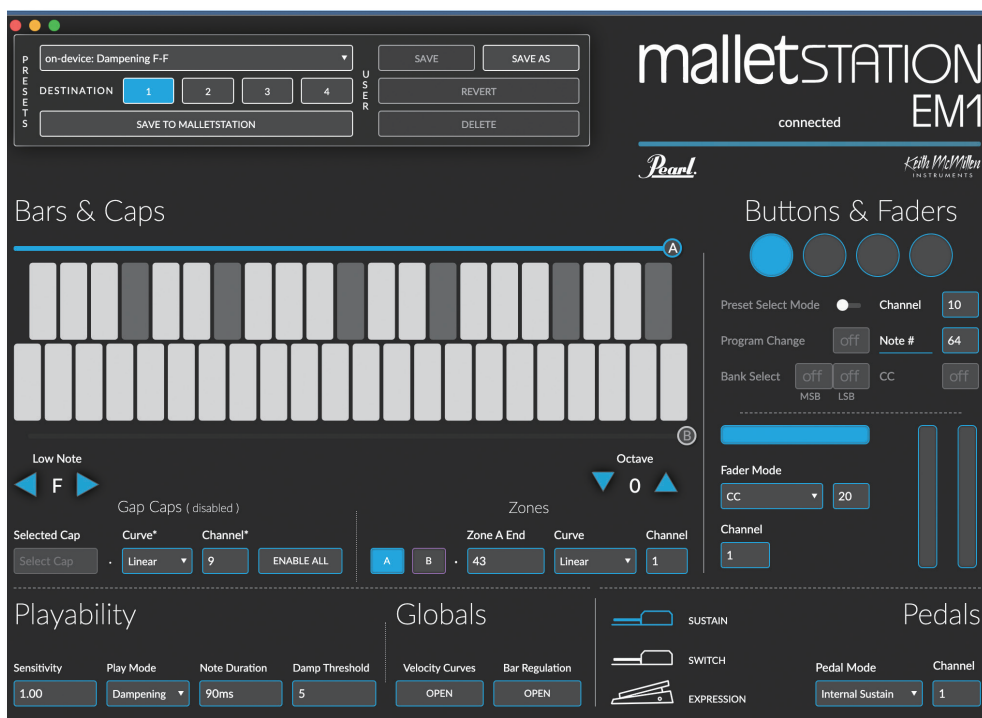 PRESETS
on-device: Dampening F-F
DESTINATION 1 2 3 4
SAVE TO MALLETSTATION
USER
SAVE SAVE AS
REVERT
DELETE
malletSTATION
EM1
connected
Pearl.
Keith McMillen
INSTRUMENTS
Bars & Caps
A
B
Low Note
F
Octave
0
Gap Caps ( disabled )
Selected Cap Curve* Channel*
Select Cap Linear 9 ENABLE ALL
Zones
Zone A End Curve Channel
A B 43 Linear 1
Buttons & Faders
Preset Select Mode Channel 10
Program Change off Note # 64
Bank Select off off CC off
MSB LSB
Fader Mode
CC 20
Channel
1
Playability
Sensitivity Play Mode Note Duration Damp Threshold
1.00 Dampening 90ms 5
Globals
Velocity Curves Bar Regulation
OPEN OPEN
Pedals
SUSTAIN
SWITCH
EXPRESSION
Pedal Mode Channel
Internal Sustain 1